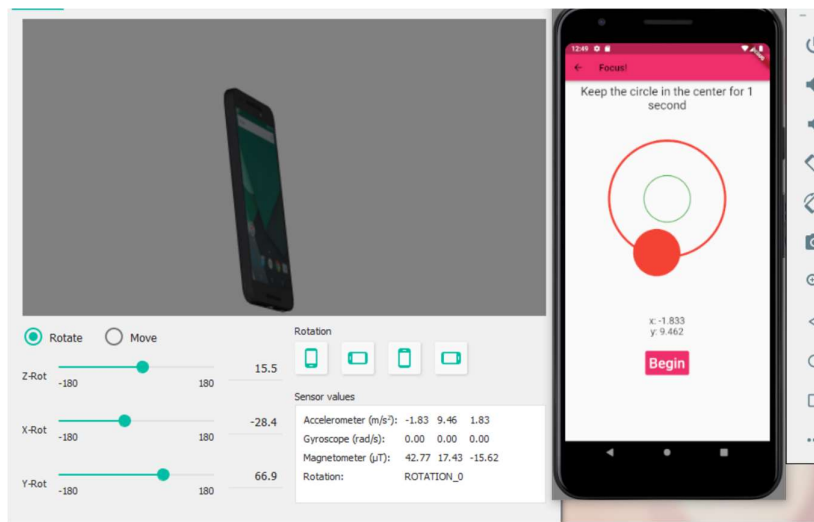 Rotate
Move
Z-Rot
-180
180
15.5
X-Rot
-180
180
-28.4
Y-Rot
-180
180
66.9
Rotation
Sensor values
Accelerometer (m/s²): -1.83 9.46 1.83
Gyroscope (rad/s): 0.00 0.00 0.00
Magnetometer (μT): 42.77 17.43 -15.62
Rotation: ROTATION_0
12:49
Focus!
Keep the circle in the center for 1
second
x: -1.833
y: 9.462
Begin